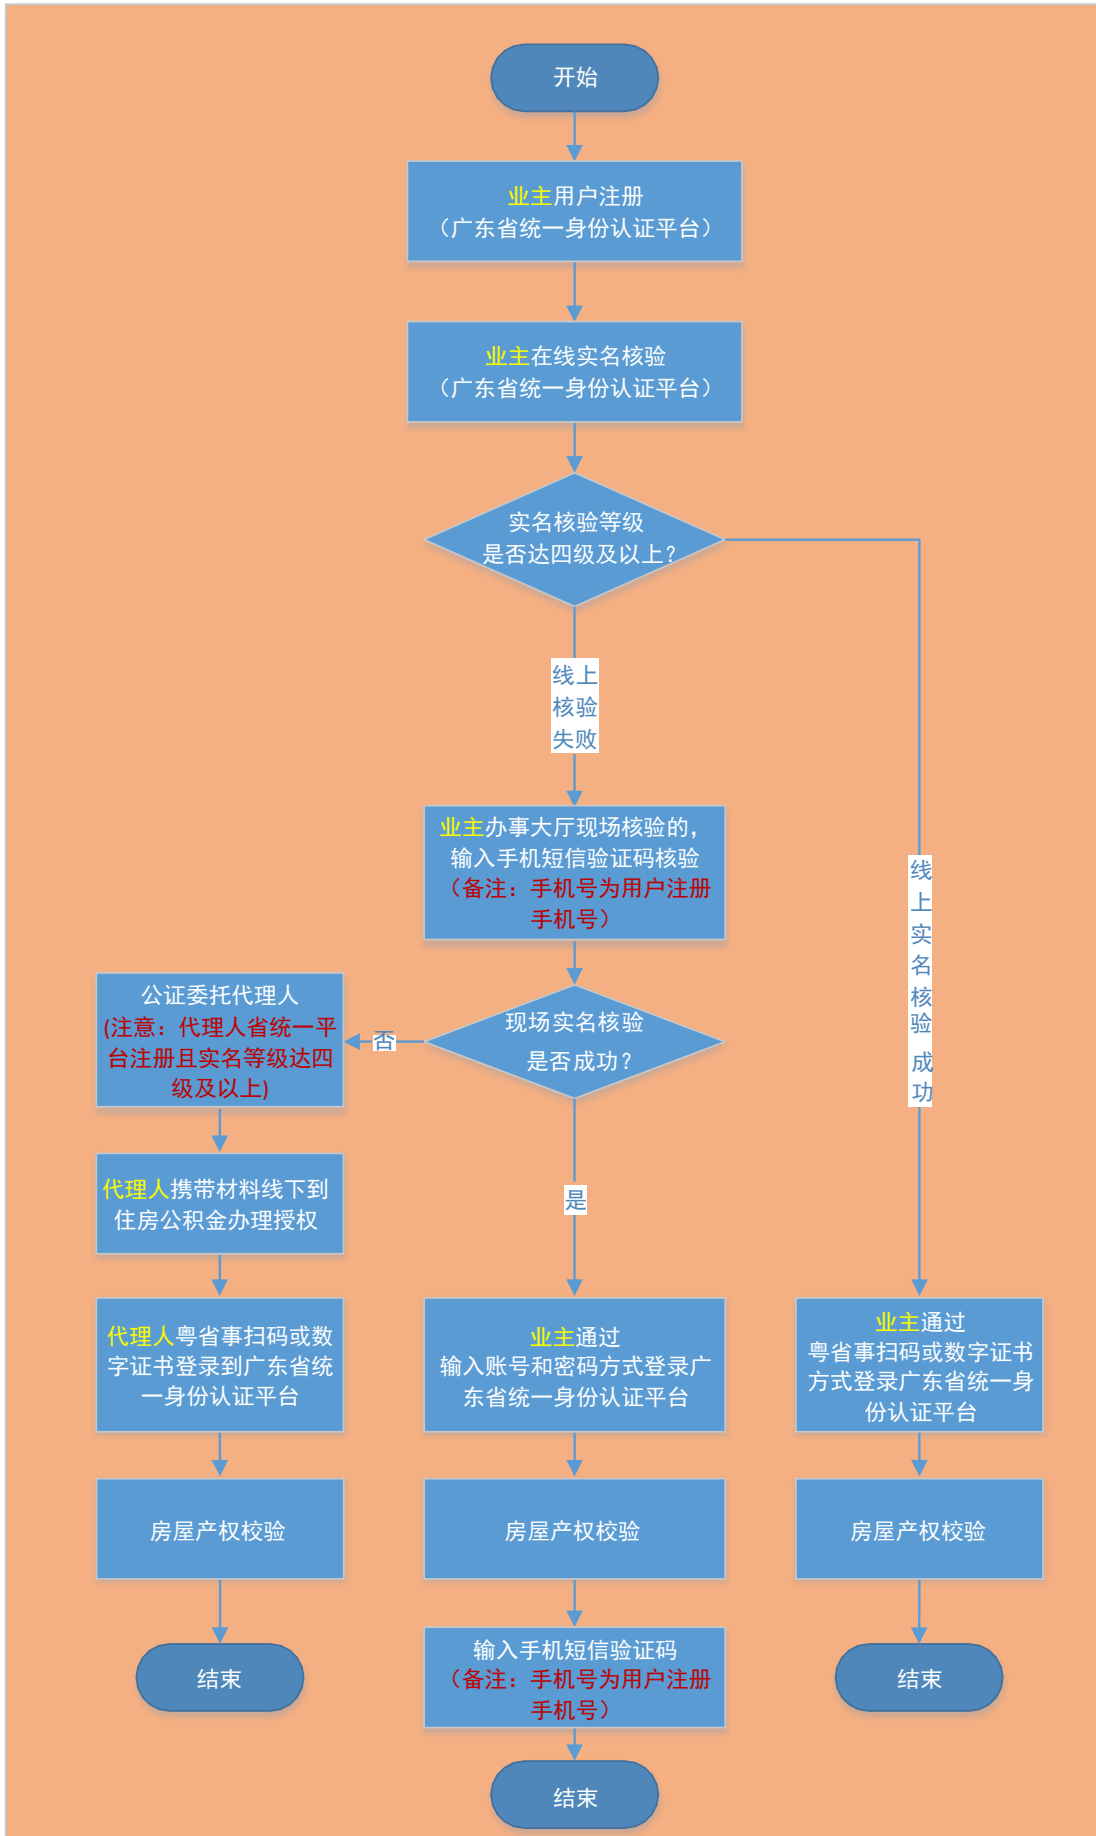 开始
业主用户注册
（广东省统一身份认证平台）
业主在线实名核验
（广东省统一身份认证平台）
实名核验等级
是否达四级及以上？
线上
核验
失败
业主办事大厅现场核验的，
输入手机短信验证码核验
（备注：手机号为用户注册
手机号）
线
上
实
名
核
验
成
功
现场实名核验
是否成功？
否
公证委托代理人
(注意：代理人省统一平
台注册且实名等级达四
级及以上)
代理人携带材料线下到
住房公积金办理授权
是
代理人粤省事扫码或数
字证书登录到广东省统
一身份认证平台
业主通过
输入账号和密码方式登录广
东省统一身份认证平台
业主通过
粤省事扫码或数字证书
方式登录广东省统一身
份认证平台
房屋产权校验
房屋产权校验
房屋产权校验
输入手机短信验证码
（备注：手机号为用户注册
手机号）
结束
结束
结束